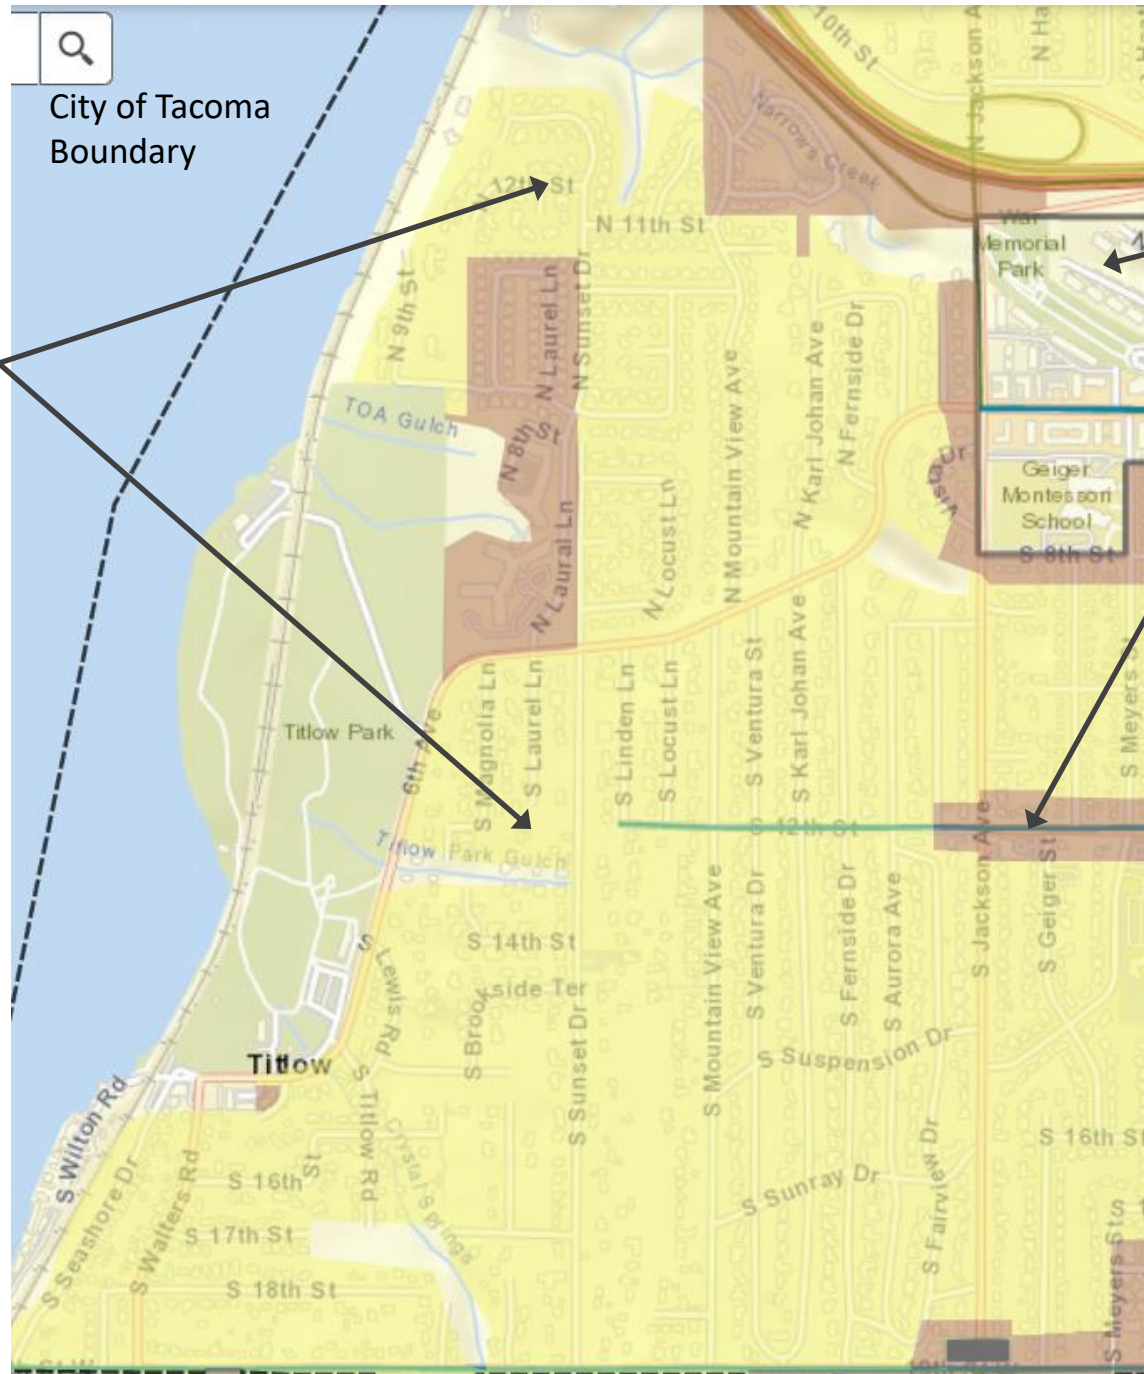 City of Tacoma
Boundary
10th St
N Jackson A
N Ha
Narrows Creek
12th St
N
N 11th St
War
Memorial
Park
N 9th St
N Laurel Ln
N Sunset Dr
TOA Gulch
N 8th St
N Laural Ln
N Locust Ln
N Mountain View Ave
N Karl Johan Ave
N Fernside Dr
Vista Dr
Geiger
Montessori
School
S 8th St
Titlow Park
6th Ave
S Magnolia Ln
S Laurel Ln
S Linden Ln
S Locust Ln
S Ventura St
S Karl Johan Ave
S Meyers St
S 12th St
Titlow Park Gulch
S Jackson Ave
S Geiger St
S 14th St
S Brookside Ter
S Lewis Rd
S Sunset Dr
S Mountain View Ave
S Ventura Dr
S Fernside Dr
S Aurora Ave
S Suspension Dr
Titlow
S Titlow Rd
Crystal Springs
S Wilton Rd
S Seashore Dr
S Walters Rd
S 16th St
S 17th St
S 18th St
S Sunray Dr
S Fairview Dr
S 16th St
S Meyers St
19th St W
St W